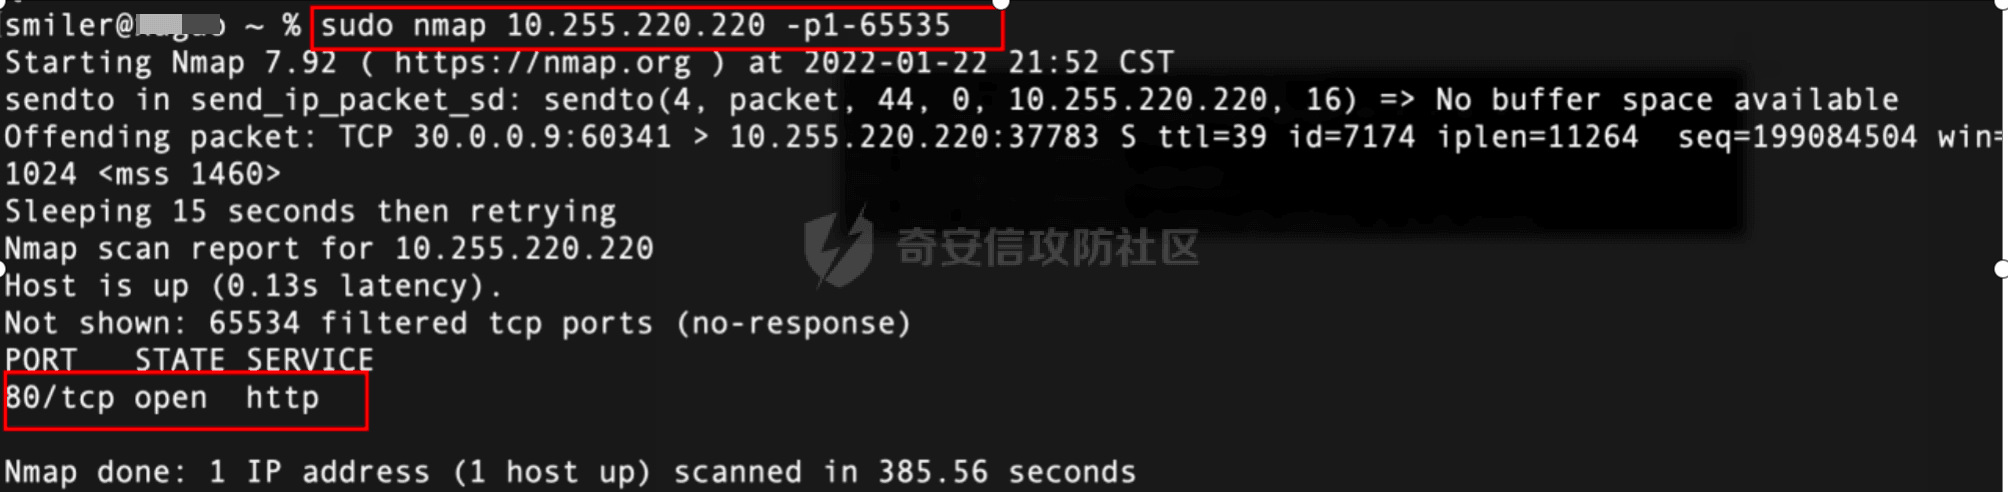 smiler@ ~ % sudo nmap 10.255.220.220 -p1-65535
Starting Nmap 7.92 ( https://nmap.org ) at 2022-01-22 21:52 CST
sendto in send_ip_packet_sd: sendto(4, packet, 44, 0, 10.255.220.220, 16) => No buffer space available
Offending packet: TCP 30.0.0.9:60341 > 10.255.220.220:37783 S ttl=39 id=7174 iplen=11264  seq=199084504 win=
1024 <mss 1460>
Sleeping 15 seconds then retrying
Nmap scan report for 10.255.220.220
奇安信攻防社区
Host is up (0.13s latency).
Not shown: 65534 filtered tcp ports (no-response)
PORT   STATE SERVICE
80/tcp open  http
Nmap done: 1 IP address (1 host up) scanned in 385.56 seconds